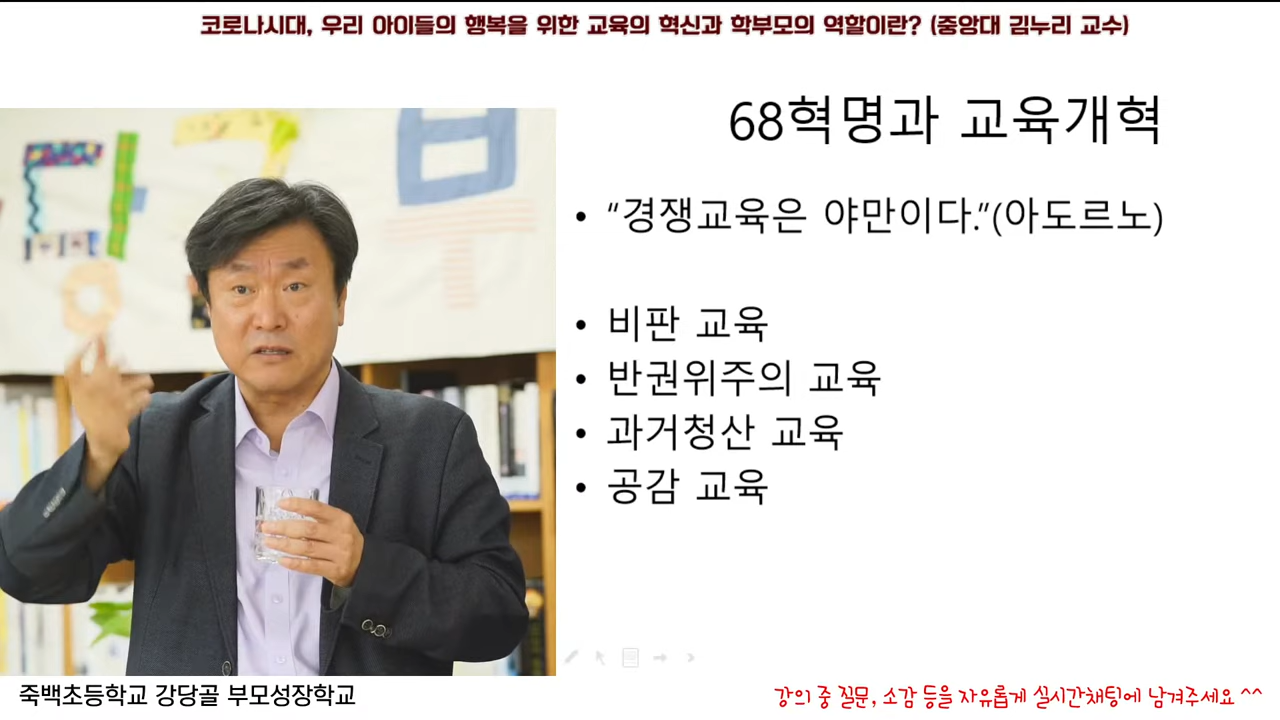 코로나시대, 우리 아이들의 행복을 위한 교육의 혁신과 학부모의 역할이란? (중앙대 김누리 교수)
68혁명과 교육개혁
• “경쟁교육은 야만이다.”(아도르노)
• 비판 교육
• 반권위주의 교육
• 과거청산 교육
• 공감 교육
죽백초등학교 강당골 부모성장학교
강의 중 질문, 소감 등을 자유롭게 실시간채팅에 남겨주세요 ^^